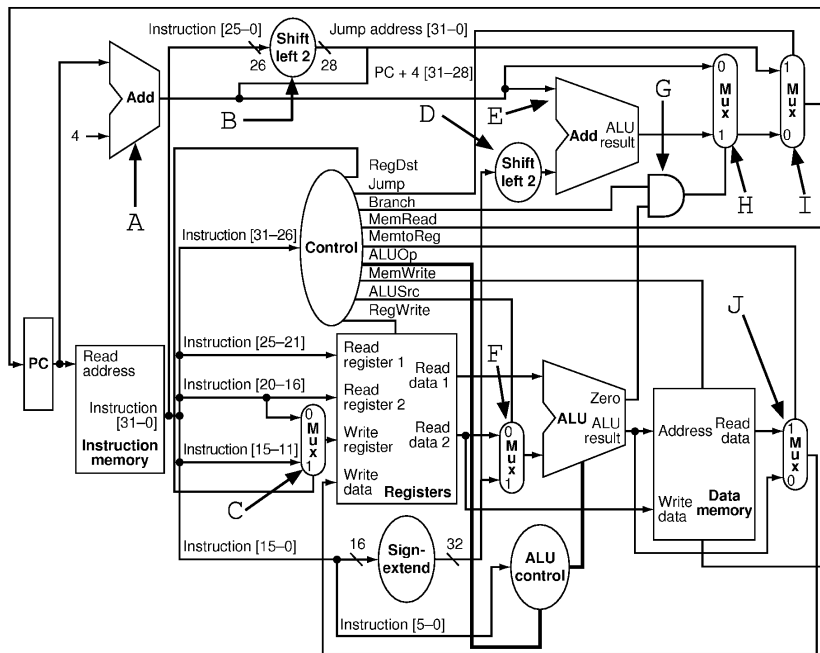 Instruction [25–0]
Shift left 2
Jump address [31–0]
26
28
PC + 4 [31–28]
Add
4
A
B
D
E
G
H
I
0
Mux
1
1
Mux
0
Add
ALU result
Shift left 2
RegDst
Jump
Branch
MemRead
MemtoReg
ALUOp
MemWrite
ALUSrc
RegWrite
Control
Instruction [31–26]
PC
Read address
Instruction [31–0]
Instruction memory
Instruction [25–21]
Instruction [20–16]
Instruction [15–11]
0
Mux
1
C
Read register 1
Read register 2
Write register
Write data
Read data 1
Read data 2
Registers
F
0
Mux
1
Zero
ALU
ALU result
Address
Read data
Write data
Data memory
J
1
Mux
0
Instruction [15–0]
16
Sign-extend
32
ALU control
Instruction [5–0]